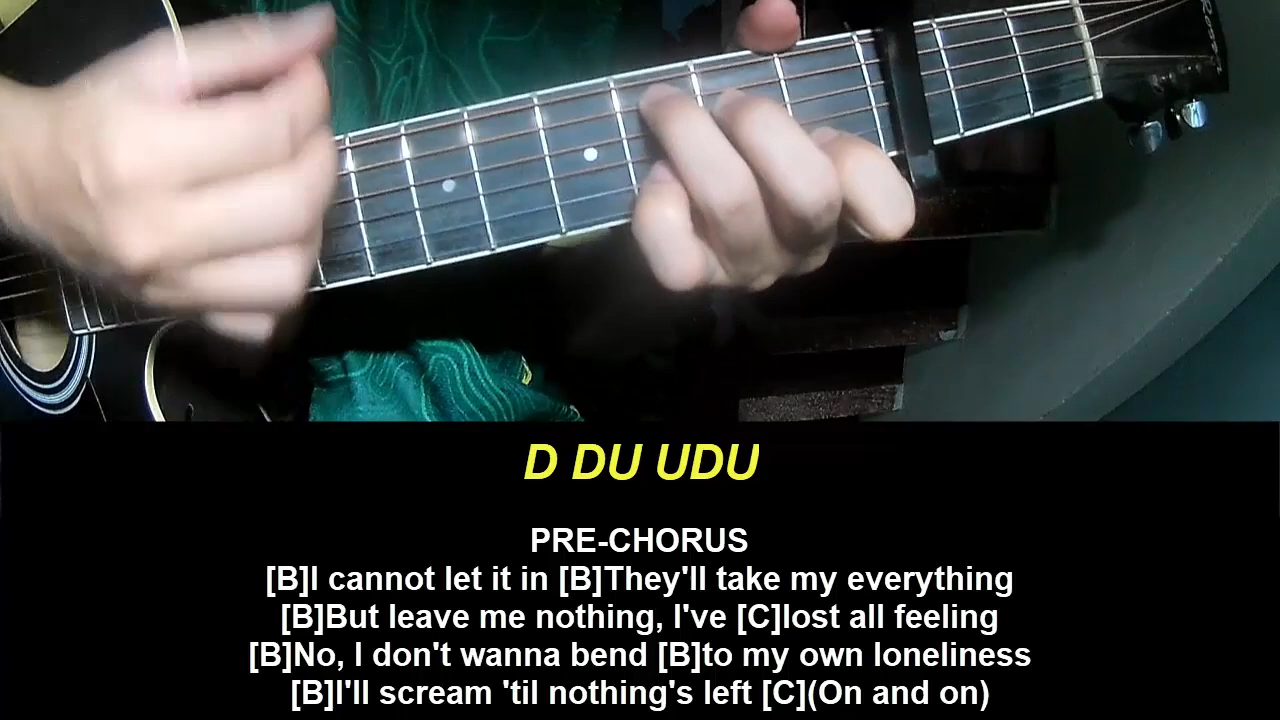 D DU UDU
PRE-CHORUS
[B]I cannot let it in [B]They'll take my everything
[B]But leave me nothing, I've [C]lost all feeling
[B]No, I don't wanna bend [B]to my own loneliness
[B]I'll scream 'til nothing's left [C](On and on)